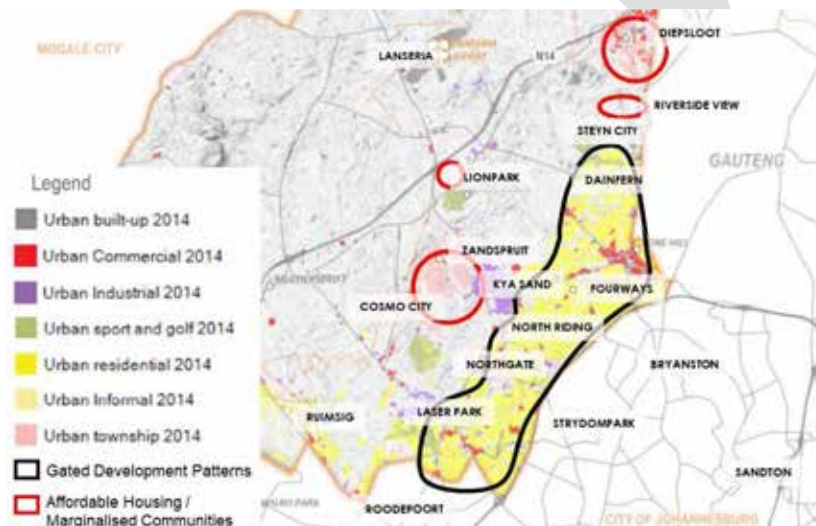 MOGALE CITY
LANSERIA
N14
DIEPSLOOT
RIVERSIDE VIEW
STEYN CITY
GAUTENG
DAINFERN
LIONPARK
Legend
Urban built-up 2014
Urban Commercial 2014
Urban Industrial 2014
Urban sport and golf 2014
Urban residential 2014
Urban Informal 2014
Urban township 2014
Gated Development Patterns
Affordable Housing /
Marginalised Communities
ZANDSPRUIT
KYA SAND
FOURWAYS
COSMO CITY
NORTH RIDING
NORTHGATE
BRYANSTON
RUIMSIG
LASER PARK
STRYDOMPARK
SANDTON
ROODEFOORT
CITY OF JOHANNESBURG